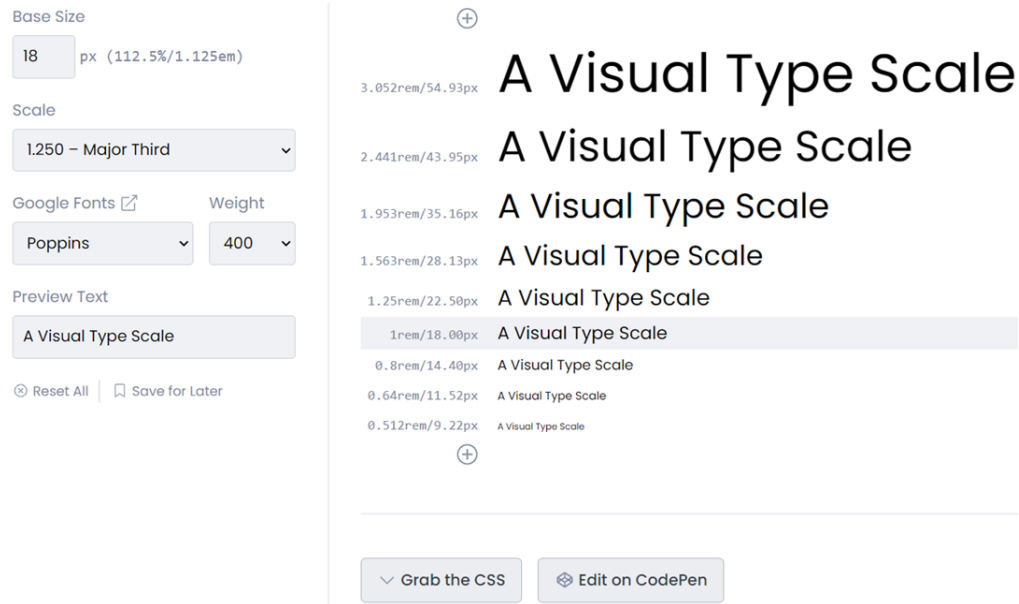 Base Size
18 px (112.5%/1.125em)
Scale
1.250 – Major Third
Google Fonts
Weight
Poppins
400
Preview Text
A Visual Type Scale
Reset All
Save for Later
3.052rem/54.93px A Visual Type Scale
2.441rem/43.95px A Visual Type Scale
1.953rem/35.16px A Visual Type Scale
1.563rem/28.13px A Visual Type Scale
1.25rem/22.50px A Visual Type Scale
1rem/18.00px A Visual Type Scale
0.8rem/14.40px A Visual Type Scale
0.64rem/11.52px A Visual Type Scale
0.512rem/9.22px A Visual Type Scale
Grab the CSS
Edit on CodePen